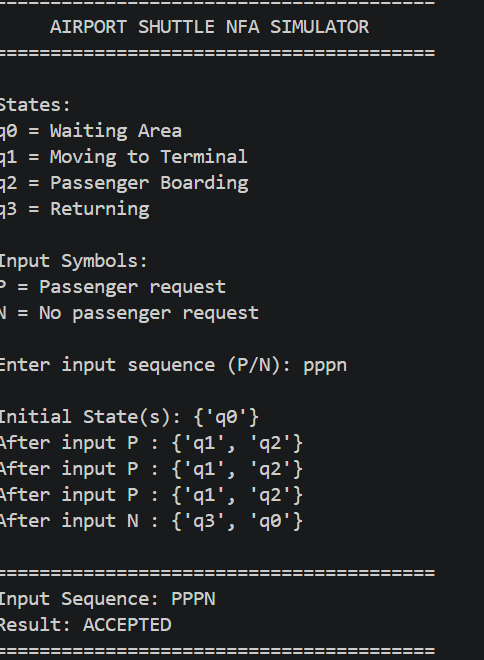 ==========================================
AIRPORT SHUTTLE NFA SIMULATOR
==========================================
States:
q0 = Waiting Area
q1 = Moving to Terminal
q2 = Passenger Boarding
q3 = Returning
Input Symbols:
P = Passenger request
N = No passenger request
Enter input sequence (P/N): pppn
Initial State(s): {'q0'}
After input P : {'q1', 'q2'}
After input P : {'q1', 'q2'}
After input P : {'q1', 'q2'}
After input N : {'q3', 'q0'}
==========================================
Input Sequence: PPPN
Result: ACCEPTED
==========================================